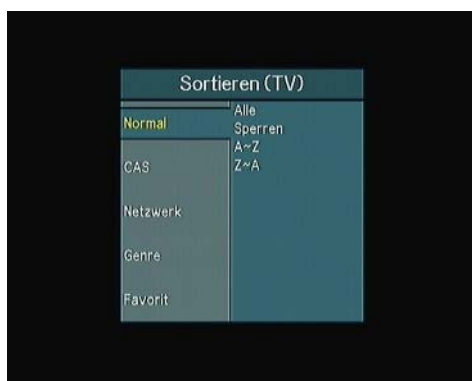 Sortieren (TV)
Normal
CAS
Netzwerk
Genre
Favorit
Alle
Sperren
A~Z
Z~A